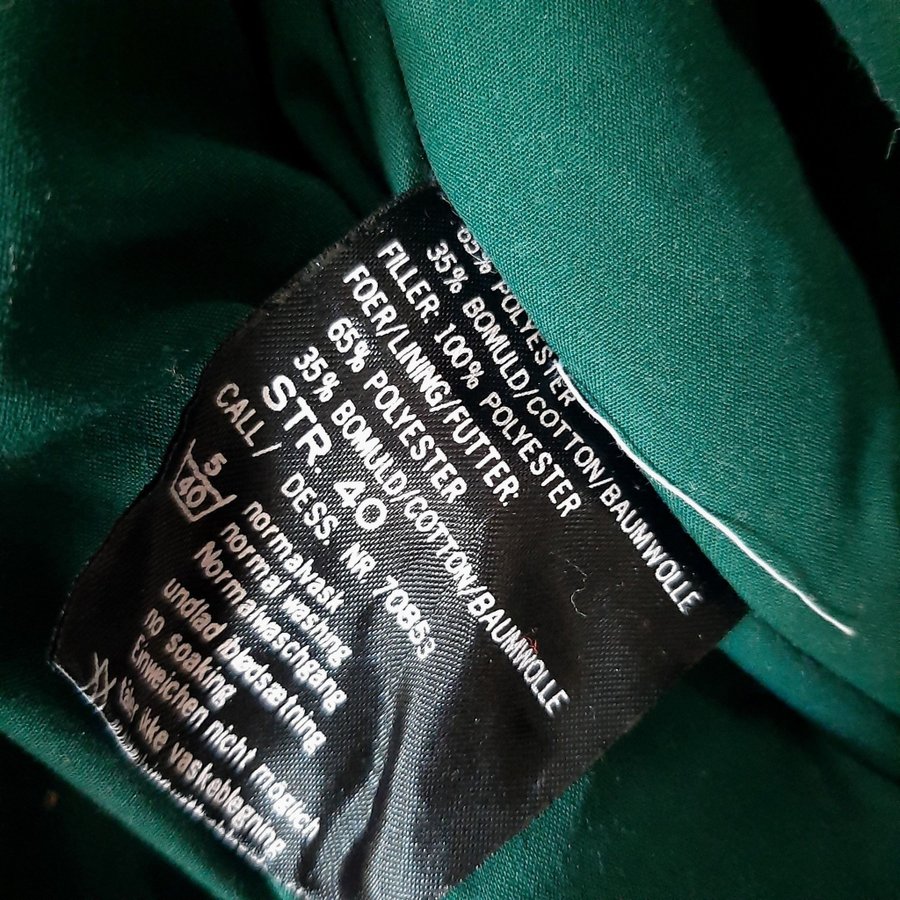 65% POLYESTER
35% BOMULD/COTTON/BAUMWOLLE
FILLER: 100% POLYESTER
FOER/LINING/FUTTER:
65% POLYESTER
35% BOMULD/COTTON/BAUMWOLLE
STR. 40
CALL/ DESS. NR 70853
5
40
normalvask
normal wasing
Normalwaschgang
undlad blødsætning
no soaking
Einweichen nicht möglich
tåler ikke vaskeblegning